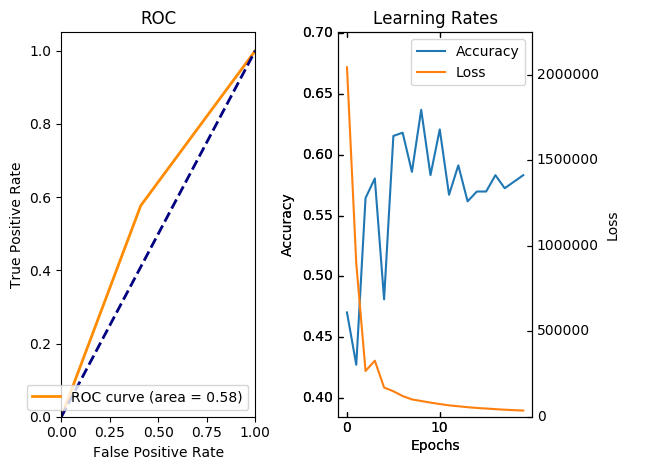 ROC
1.0
0.8
0.6
0.4
0.2
0.0
0.00 0.25 0.50 0.75 1.00
True Positive Rate
False Positive Rate
ROC curve (area = 0.58)
Learning Rates
0.70
0.65
0.60
0.55
0.50
0.45
0.40
Accuracy
0 10
Epochs
Accuracy
Loss
2000000
1500000
1000000
500000
0
Loss